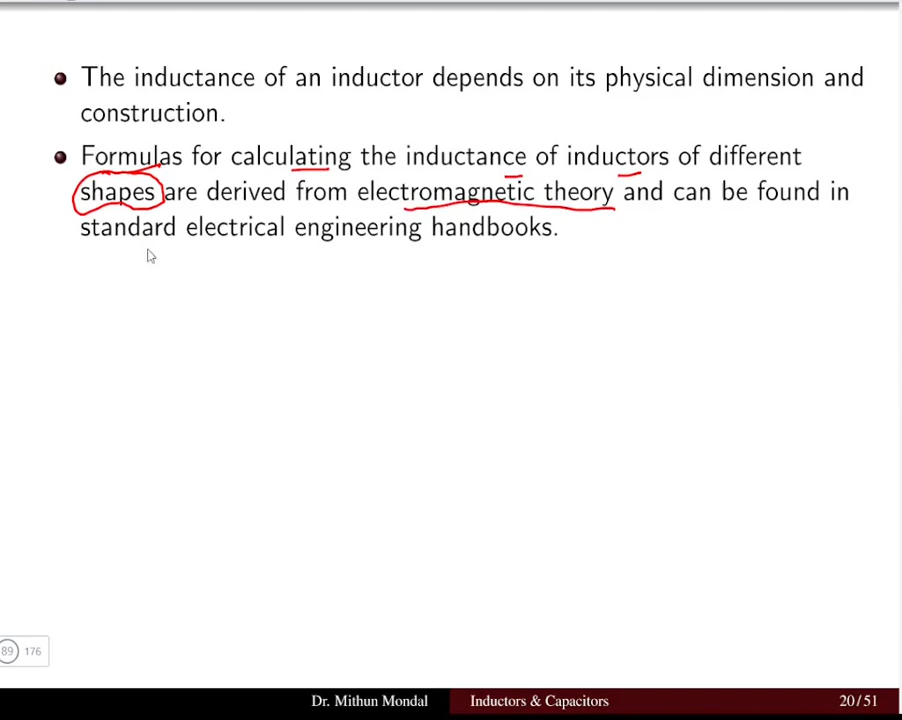 The inductance of an inductor depends on its physical dimension and
construction.
Formulas for calculating the inductance of inductors of different
shapes are derived from electromagnetic theory and can be found in
standard electrical engineering handbooks.
89 176
Dr. Mithun Mondal Inductors & Capacitors 20/51